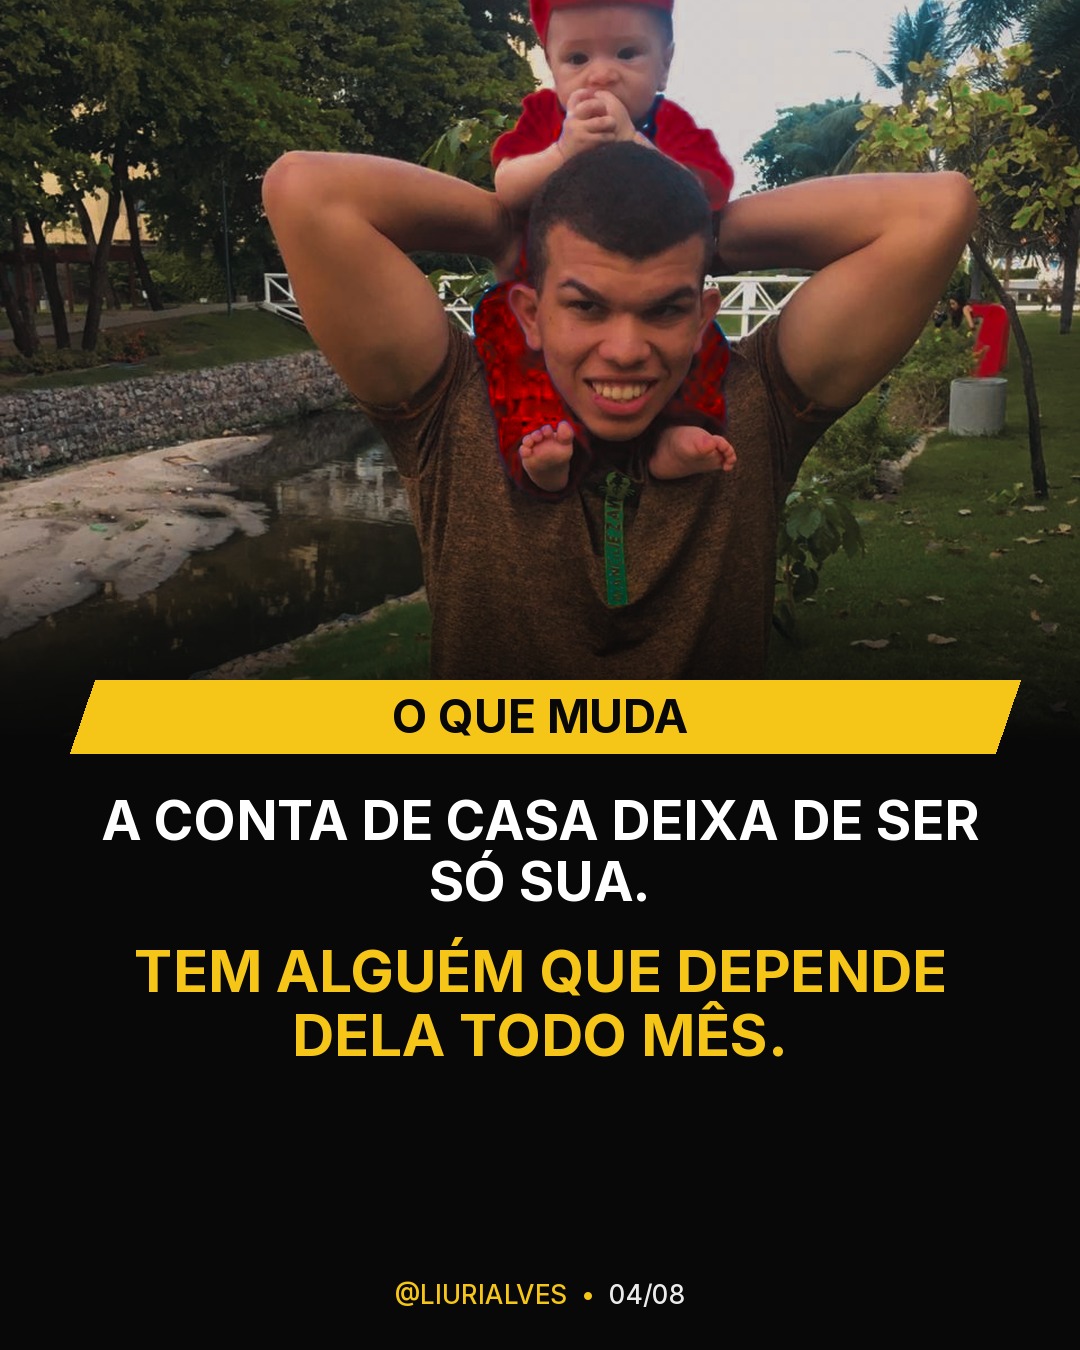 O QUE MUDA
A CONTA DE CASA DEIXA DE SER
SÓ SUA.
TEM ALGUÉM QUE DEPENDE
DELA TODO MÊS.
@LIURIALVES • 04/08